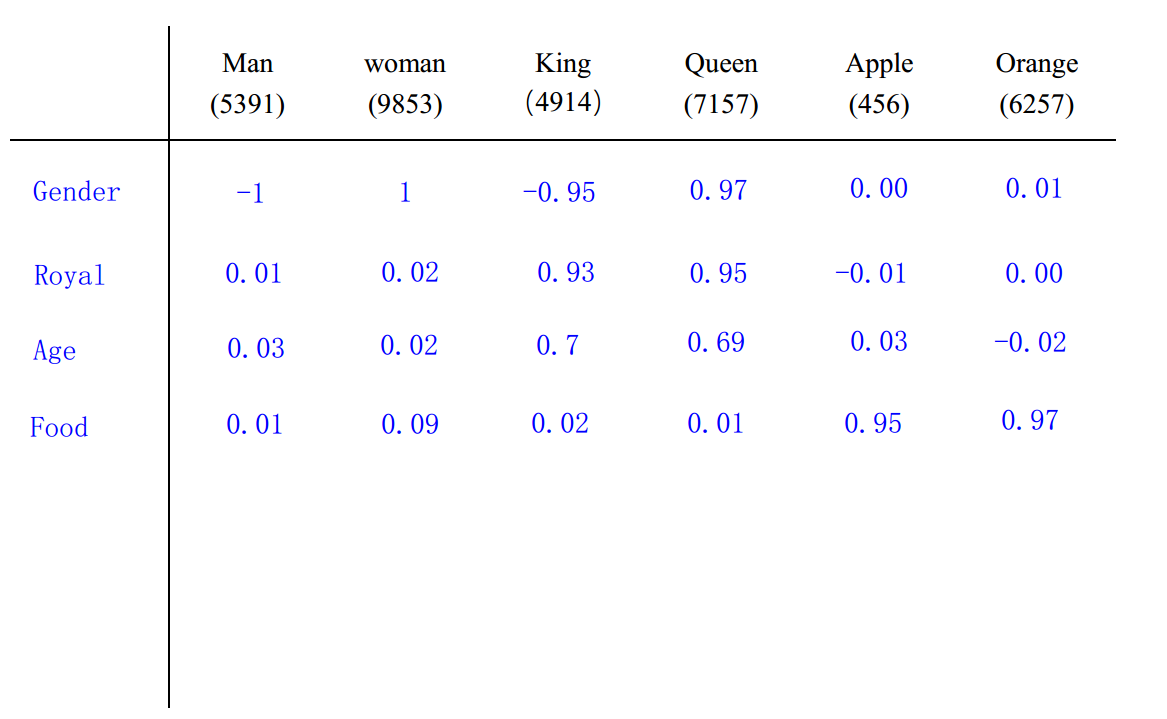 Man woman King Queen Apple Orange
(5391) (9853) (4914) (7157) (456) (6257)
Gender -1 1 -0.95 0.97 0.00 0.01
Royal 0.01 0.02 0.93 0.95 -0.01 0.00
Age 0.03 0.02 0.7 0.69 0.03 -0.02
Food 0.01 0.09 0.02 0.01 0.95 0.97